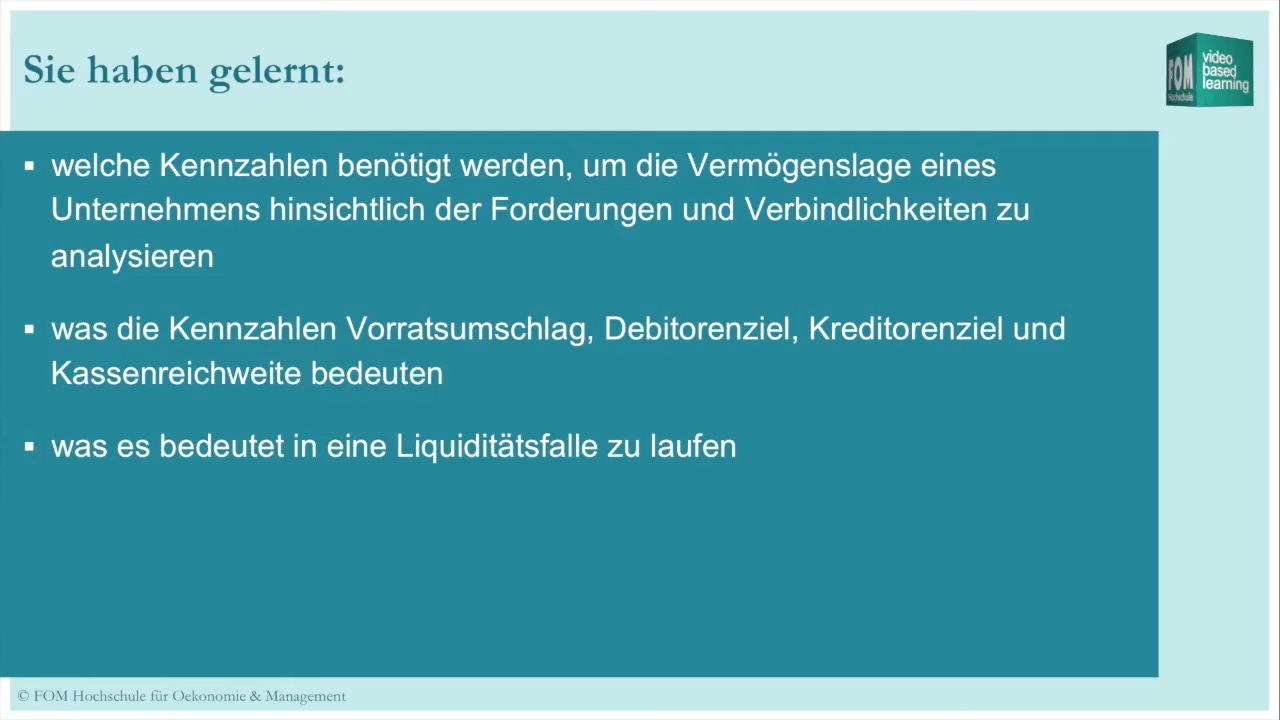 Sie haben gelernt:
FOM
Hochschule
video
based
learning
▪ welche Kennzahlen benötigt werden, um die Vermögenslage eines
Unternehmens hinsichtlich der Forderungen und Verbindlichkeiten zu
analysieren
▪ was die Kennzahlen Vorratsumschlag, Debitorenziel, Kreditorenziel und
Kassenreichweite bedeuten
▪ was es bedeutet in eine Liquiditätsfalle zu laufen
© FOM Hochschule für Oekonomie & Management